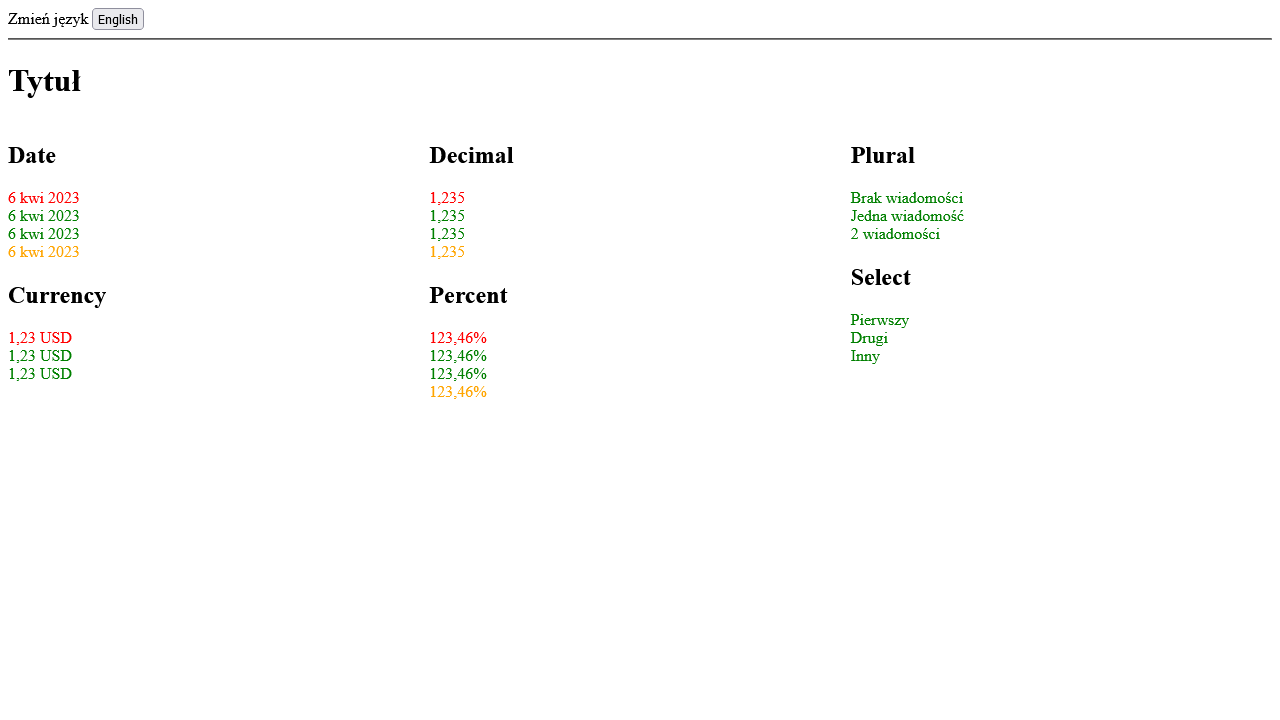 Zmień język English
Tytuł
Date
6 kwi 2023
6 kwi 2023
6 kwi 2023
6 kwi 2023
Currency
1,23 USD
1,23 USD
1,23 USD
Decimal
1,235
1,235
1,235
1,235
Percent
123,46%
123,46%
123,46%
123,46%
Plural
Brak wiadomości
Jedna wiadomość
2 wiadomości
Select
Pierwszy
Drugi
Inny